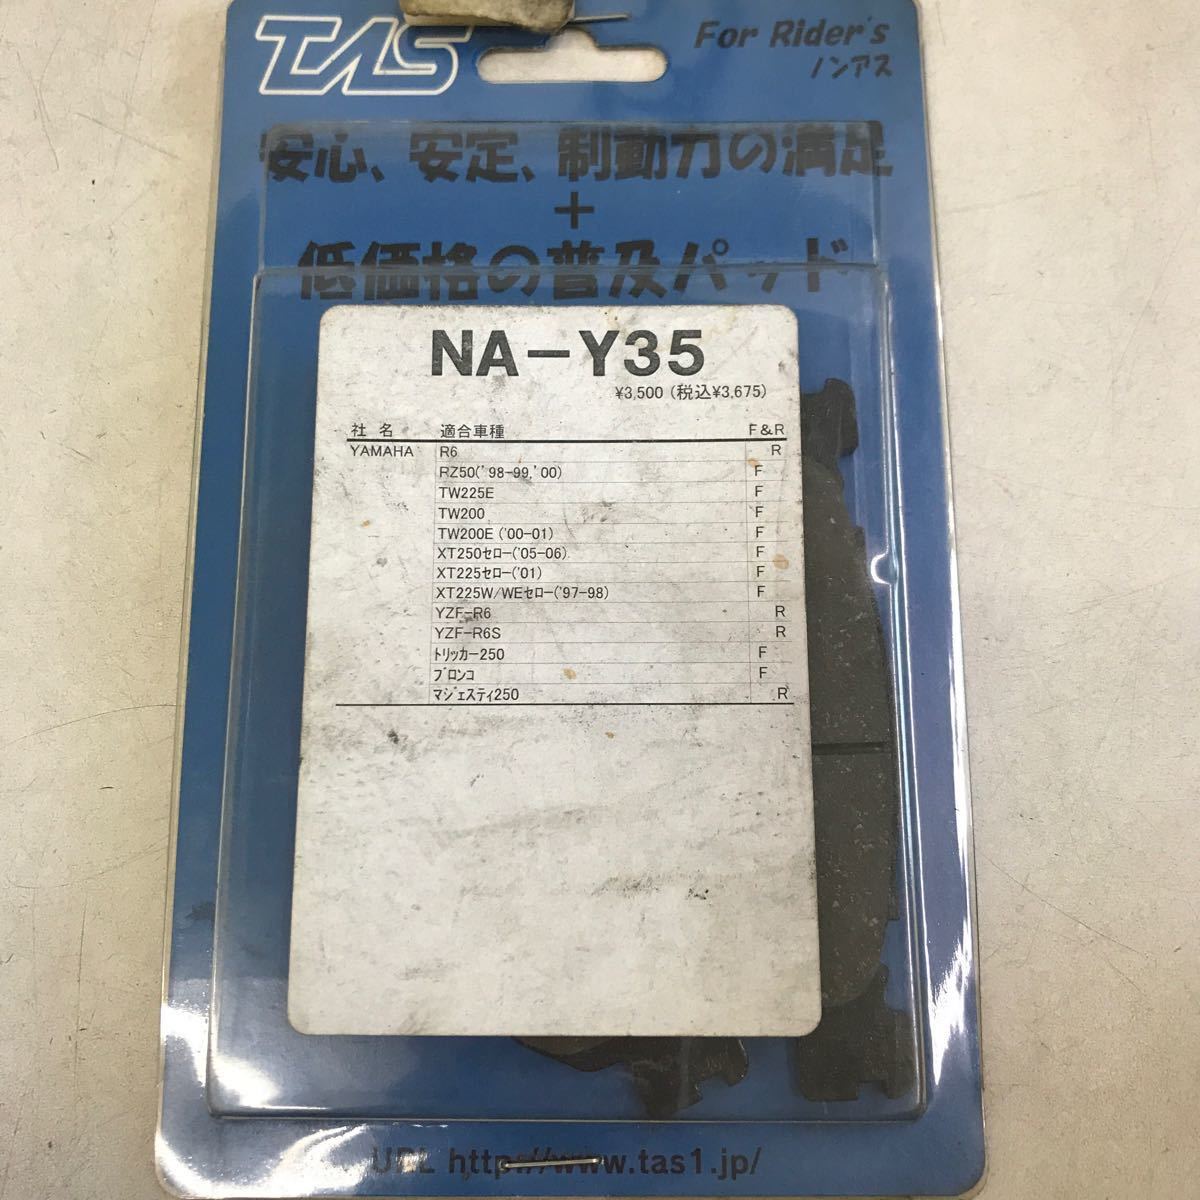 TAS
For Rider's
ノンアス
安心、安定、制動力の満足
+
低価格の普及パッド
NA-Y35
¥3,500 (税込¥3,675)
社 名 適合車種 F&R
YAMAHA R6 R
RZ50('98-99,'00) F
TW225E F
TW200 F
TW200E ('00-01) F
XT250ｾﾛｰ('05-06) F
XT225ｾﾛｰ('01) F
XT225W/WEｾﾛｰ('97-98) F
YZF-R6 R
YZF-R6S R
ﾄﾘｯｶｰ250 F
ﾌﾞﾛﾝｺ F
ﾏｼﾞｪｽﾃｨ250 R
URL http://www.tas1.jp/